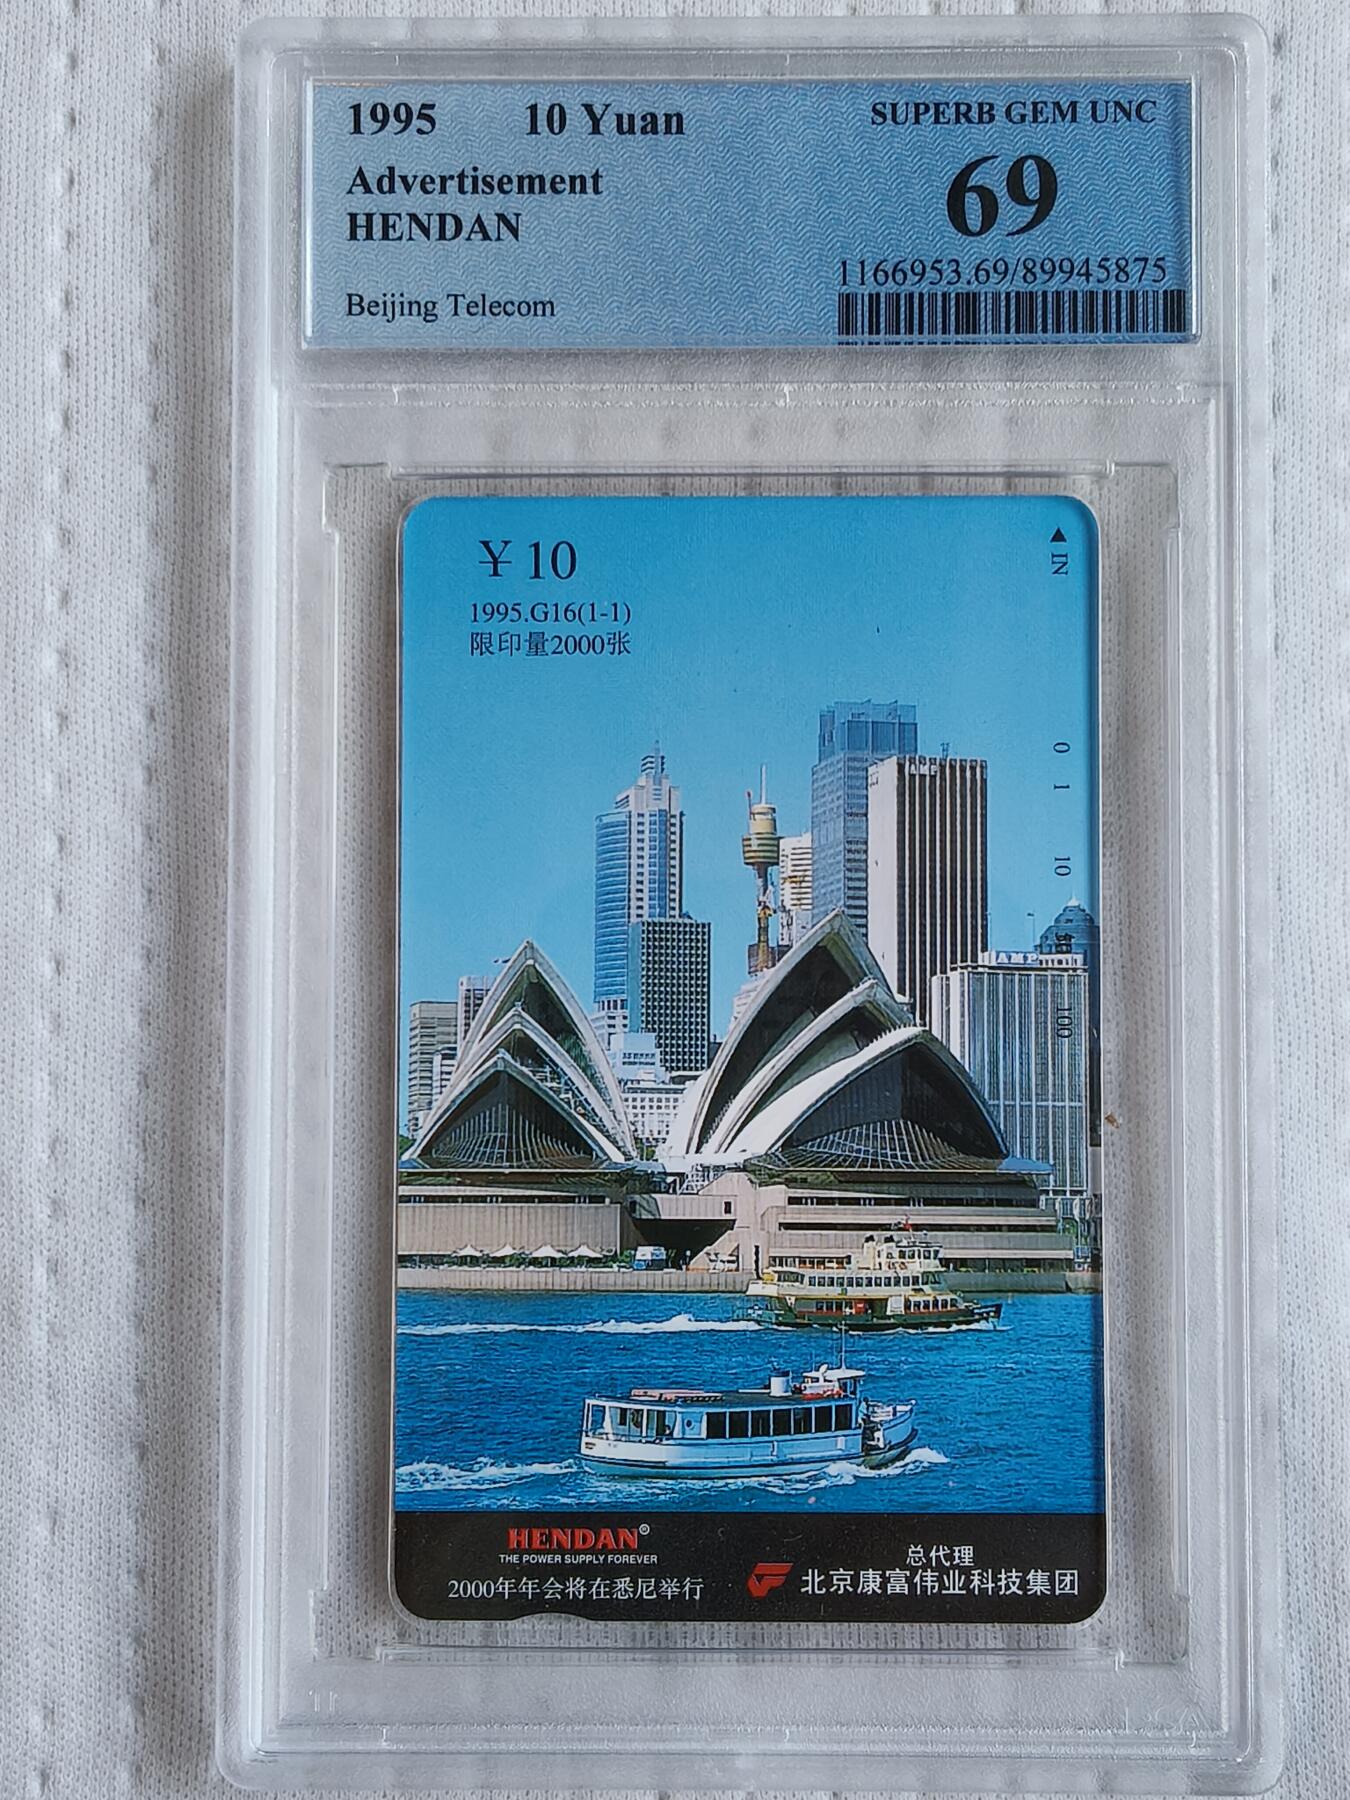 1995 10 Yuan
SUPERB GEM UNC
Advertisement
69
HENDAN
1166953.69/89945875
Beijing Telecom
￥10
1995.G16(1-1)
限印量2000张
◀IN
0 1 10
100
AMP
AMP
HENDAN®
THE POWER SUPPLY FOREVER
2000年年会将在悉尼举行
总代理
北京康富伟业科技集团